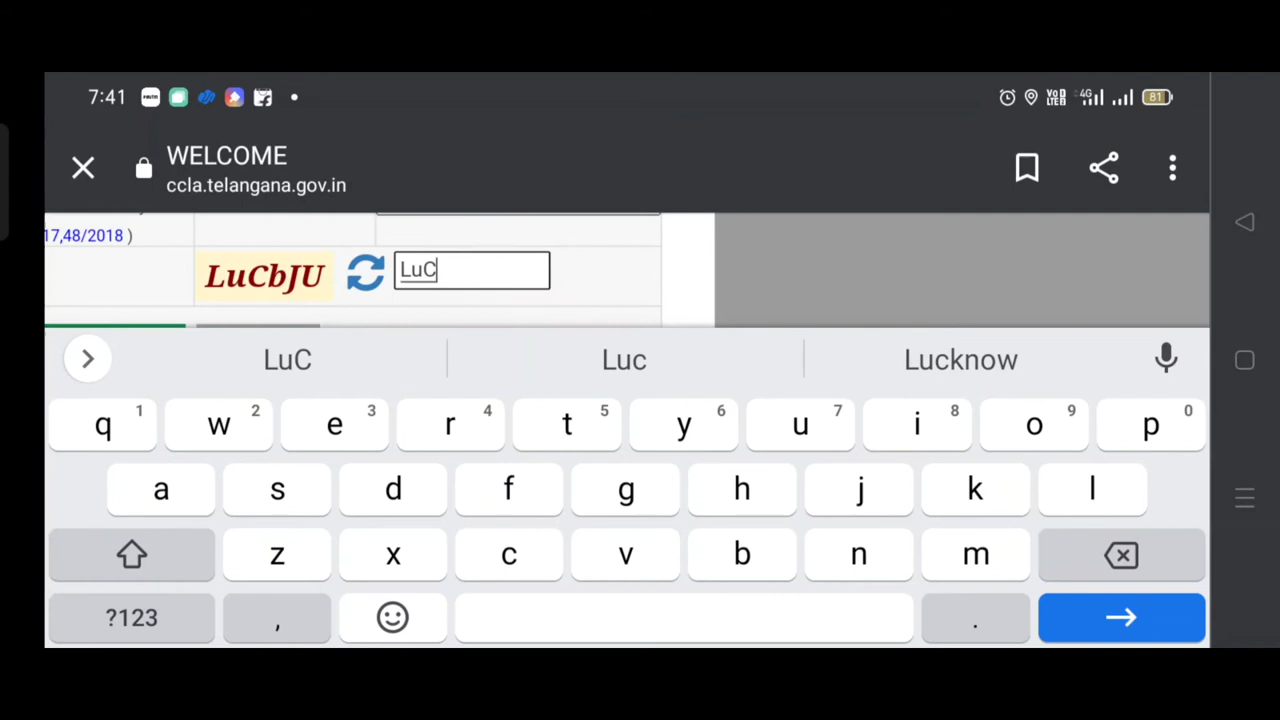 7:41 81
WELCOME
ccla.telangana.gov.in
17,48/2018 )
LuCbJU LuC
LuC Luc Lucknow
q 1 w 2 e 3 r 4 t 5 y 6 u 7 i 8 o 9 p 0
a s d f g h j k l
z x c v b n m
?123 , .